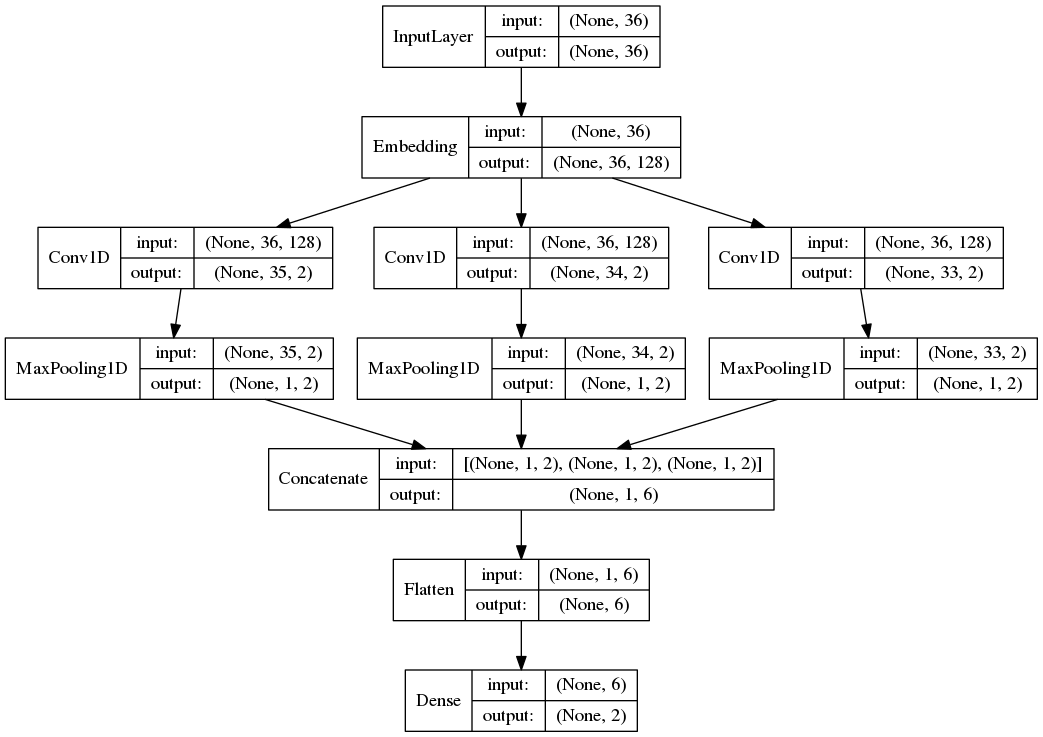 InputLayer
input: (None, 36)
output: (None, 36)
Embedding
input: (None, 36)
output: (None, 36, 128)
Conv1D
input: (None, 36, 128)
output: (None, 35, 2)
Conv1D
input: (None, 36, 128)
output: (None, 34, 2)
Conv1D
input: (None, 36, 128)
output: (None, 33, 2)
MaxPooling1D
input: (None, 35, 2)
output: (None, 1, 2)
MaxPooling1D
input: (None, 34, 2)
output: (None, 1, 2)
MaxPooling1D
input: (None, 33, 2)
output: (None, 1, 2)
Concatenate
input: [(None, 1, 2), (None, 1, 2), (None, 1, 2)]
output: (None, 1, 6)
Flatten
input: (None, 1, 6)
output: (None, 6)
Dense
input: (None, 6)
output: (None, 2)